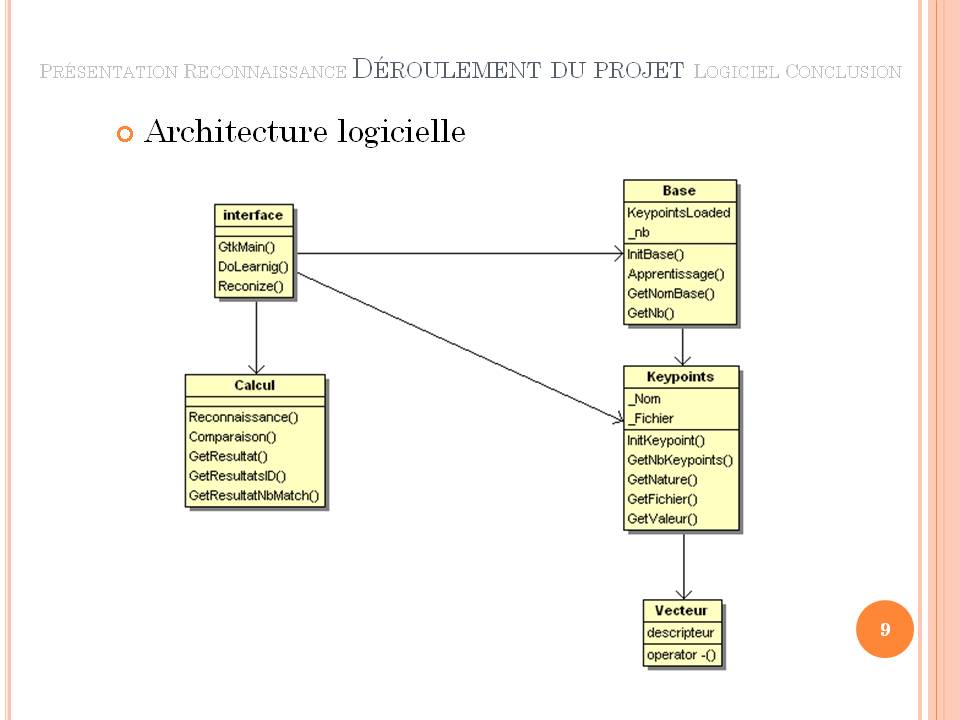 PRÉSENTATION RECONNAISSANCE DÉROULEMENT DU PROJET LOGICIEL CONCLUSION
Architecture logicielle
interface
GtkMain()
DoLearnig()
Reconize()
Base
KeypointsLoaded
_nb
InitBase()
Apprentissage()
GetNomBase()
GetNb()
Calcul
Reconnaissance()
Comparaison()
GetResultat()
GetResultatsID()
GetResultatNbMatch()
Keypoints
_Nom
_Fichier
InitKeypoint()
GetNbKeypoints()
GetNature()
GetFichier()
GetValeur()
Vecteur
descripteur
operator -()
9